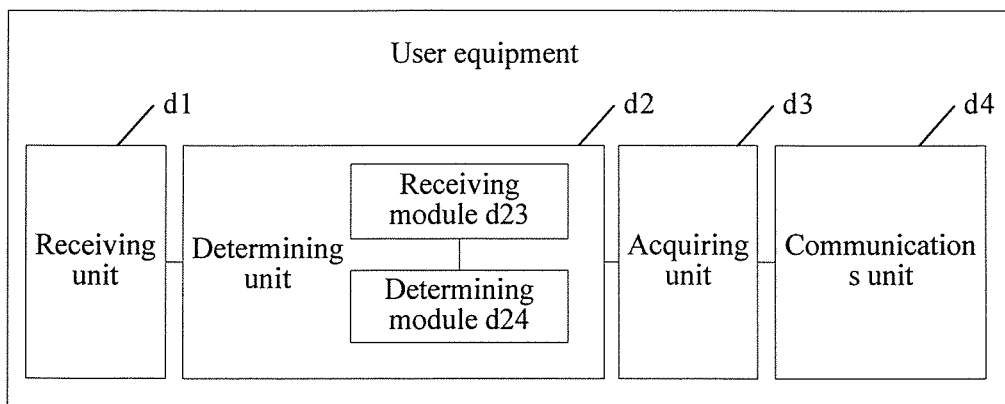 User equipment
d1
d2
d3
d4
Receiving
unit
Determining
unit
Receiving
module d23
Determining
module d24
Acquiring
unit
Communication
s unit